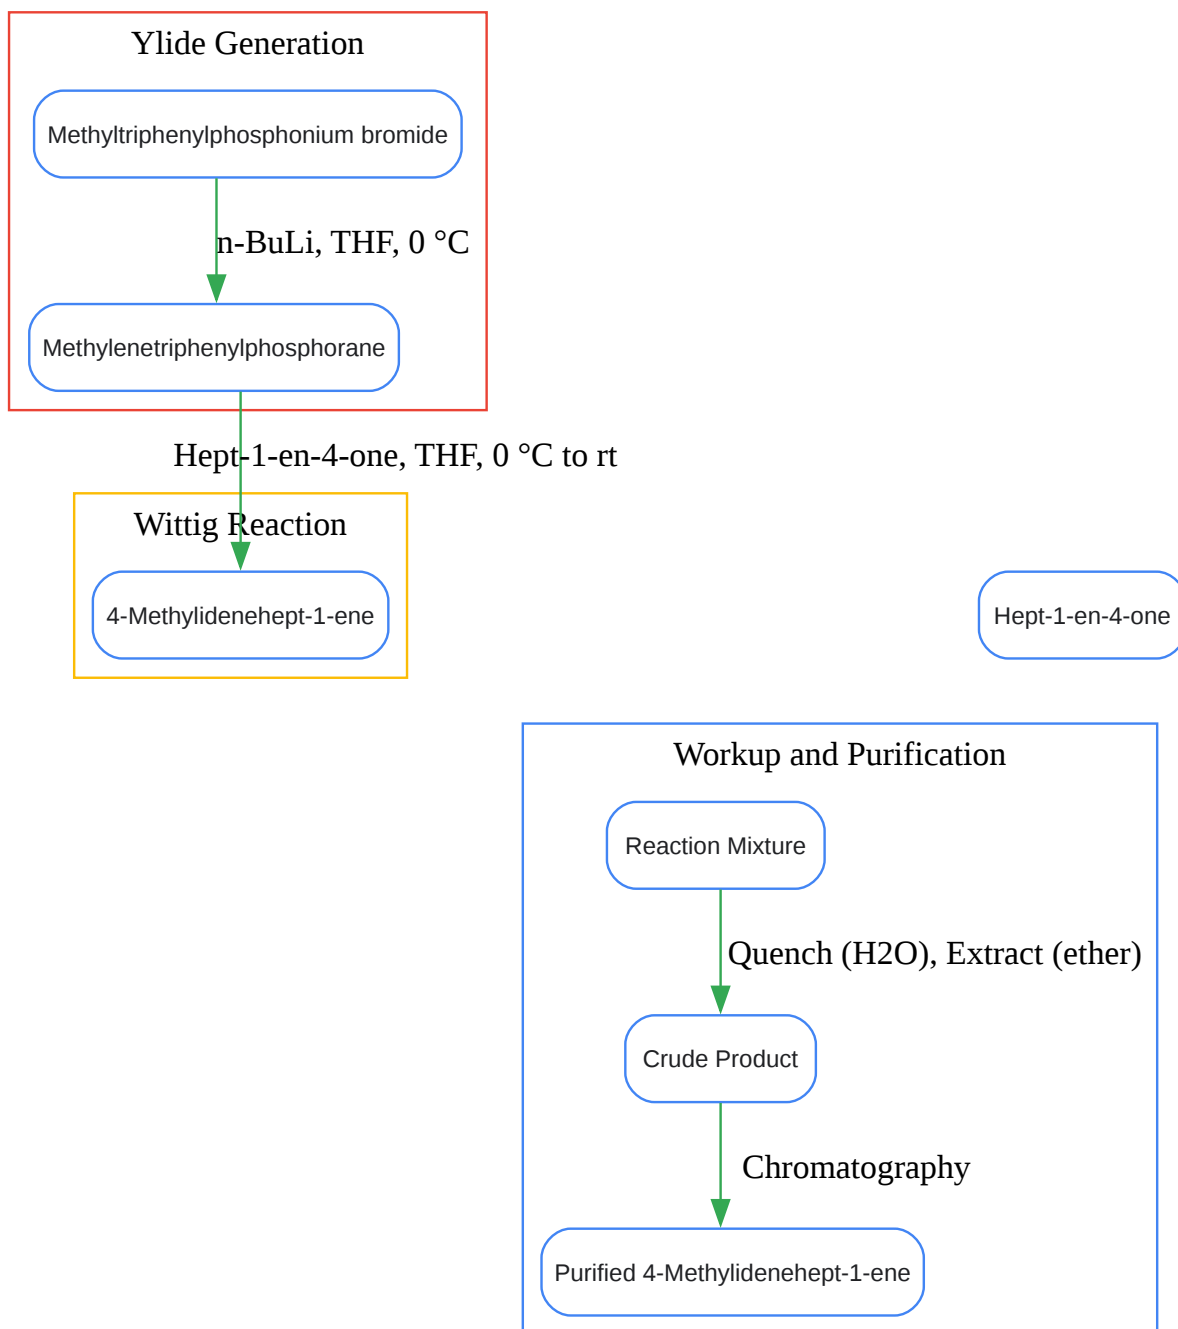 Ylide Generation
Methyltriphenylphosphonium bromide
n-BuLi, THF, 0 °C
Methylenetriphenylphosphorane
Hept-1-en-4-one, THF, 0 °C to rt
Wittig Reaction
4-Methylidenehept-1-ene
Hept-1-en-4-one
Workup and Purification
Reaction Mixture
Quench (H2O), Extract (ether)
Crude Product
Chromatography
Purified 4-Methylidenehept-1-ene